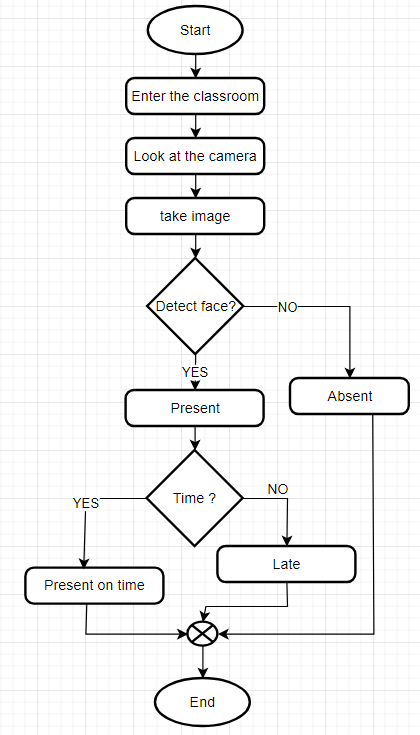 Start
Enter the classroom
Look at the camera
take image
Detect face?
NO
YES
Absent
Present
Time ?
NO
YES
Late
Present on time
End